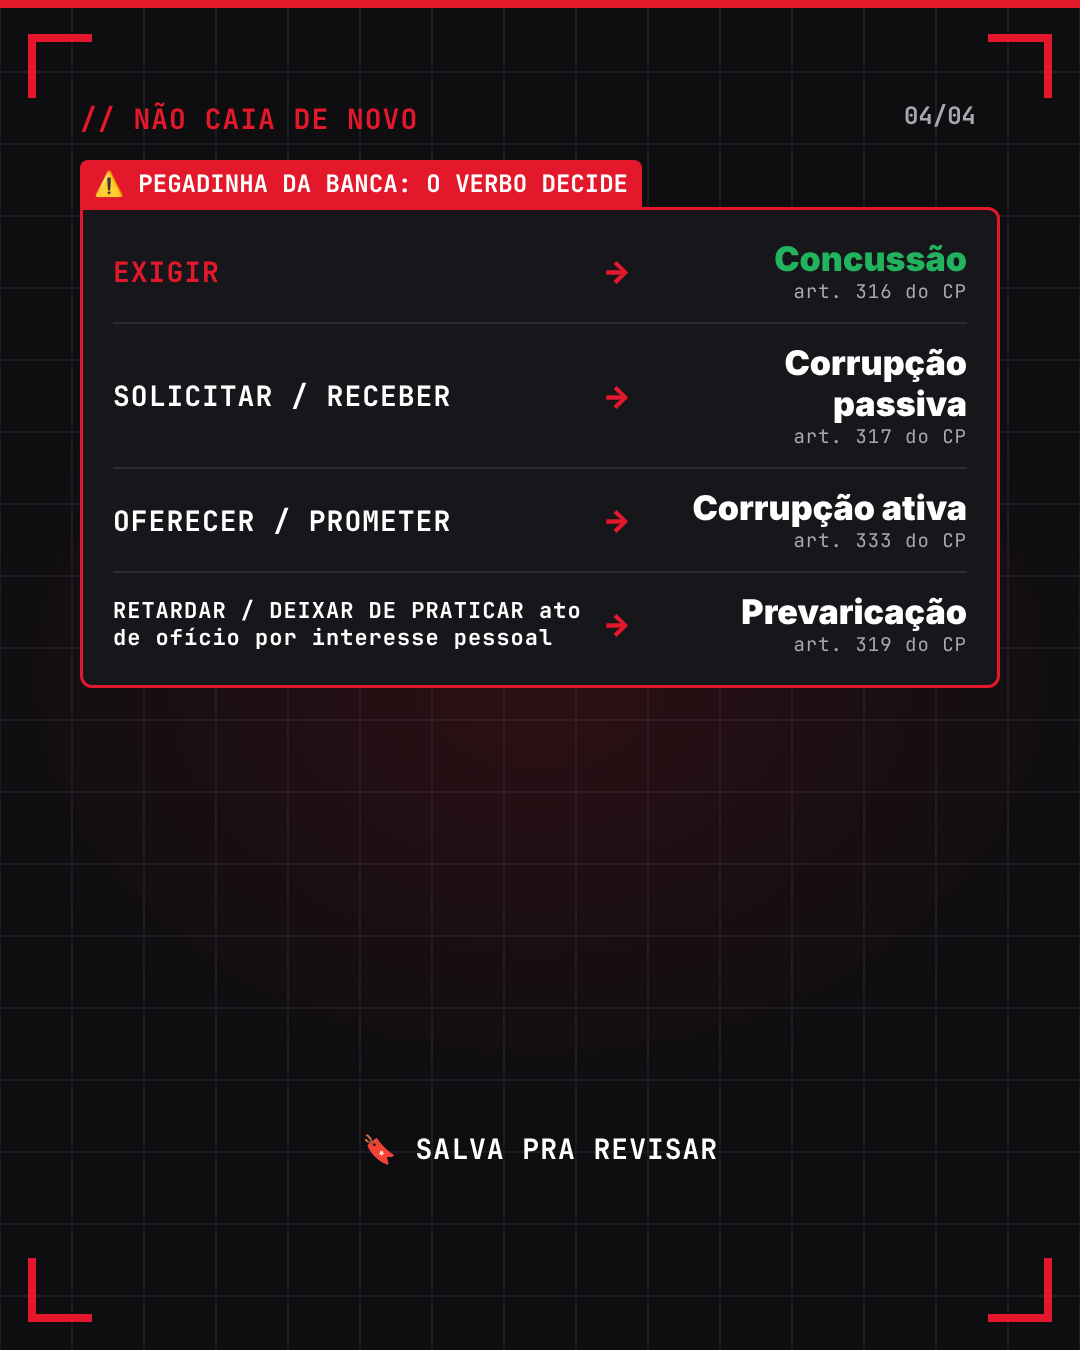 // NÃO CAIA DE NOVO
04/04
⚠️ PEGADINHA DA BANCA: O VERBO DECIDE
EXIGIR → Concussão
art. 316 do CP
SOLICITAR / RECEBER → Corrupção
passiva
art. 317 do CP
OFERECER / PROMETER → Corrupção ativa
art. 333 do CP
RETARDAR / DEIXAR DE PRATICAR ato
de ofício por interesse pessoal
→ Prevaricação
art. 319 do CP
🔖 SALVA PRA REVISAR